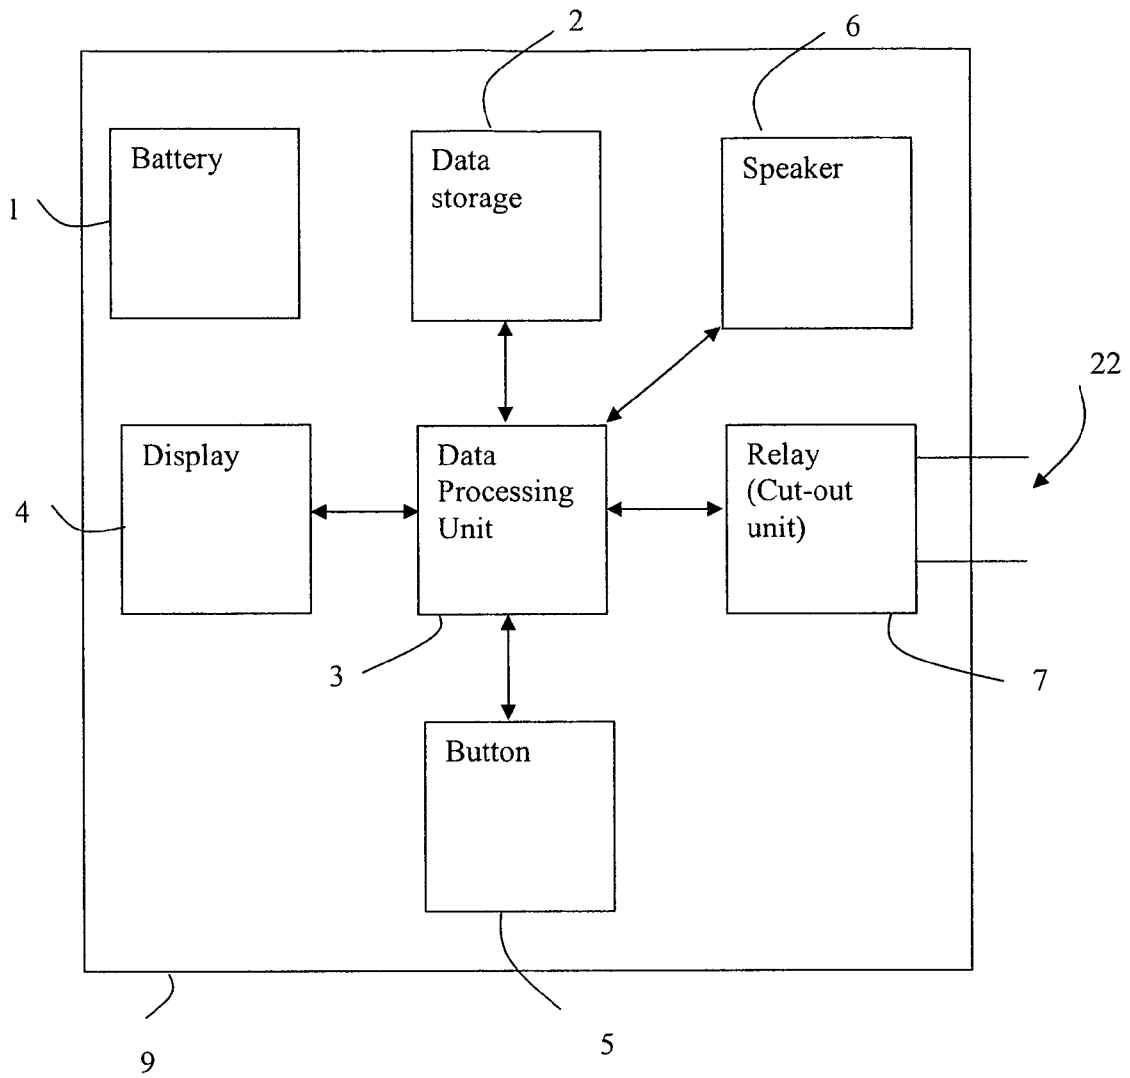 2
6
Battery
Data
storage
Speaker
1
22
Display
Data
Processing
Unit
Relay
(Cut-out
unit)
4
3
7
Button
5
9